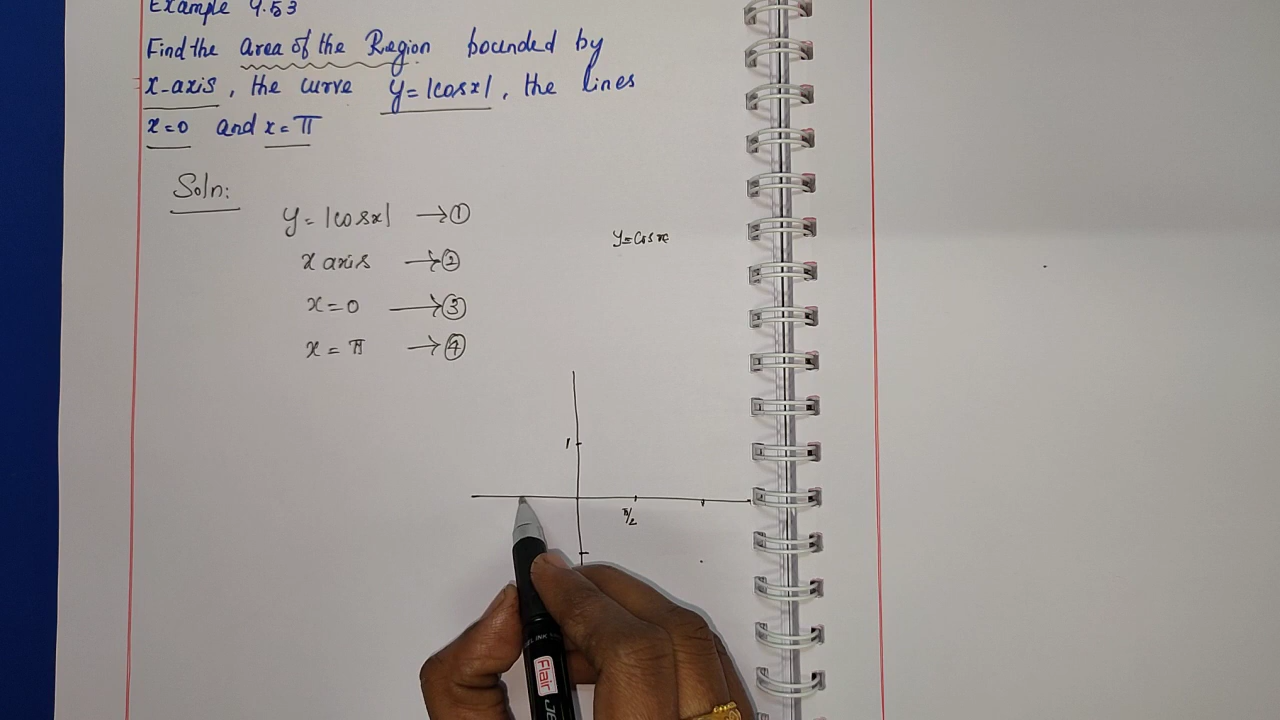 Example 9.53
Find the area of the Region bounded by
x-axis, the curve y=|cosx|, the lines
x=0 and x=π
Soln:
y=|cosx| →①
x axis →②
x=0 →③
x=π →④
y=cosx
1
π/2
Flair